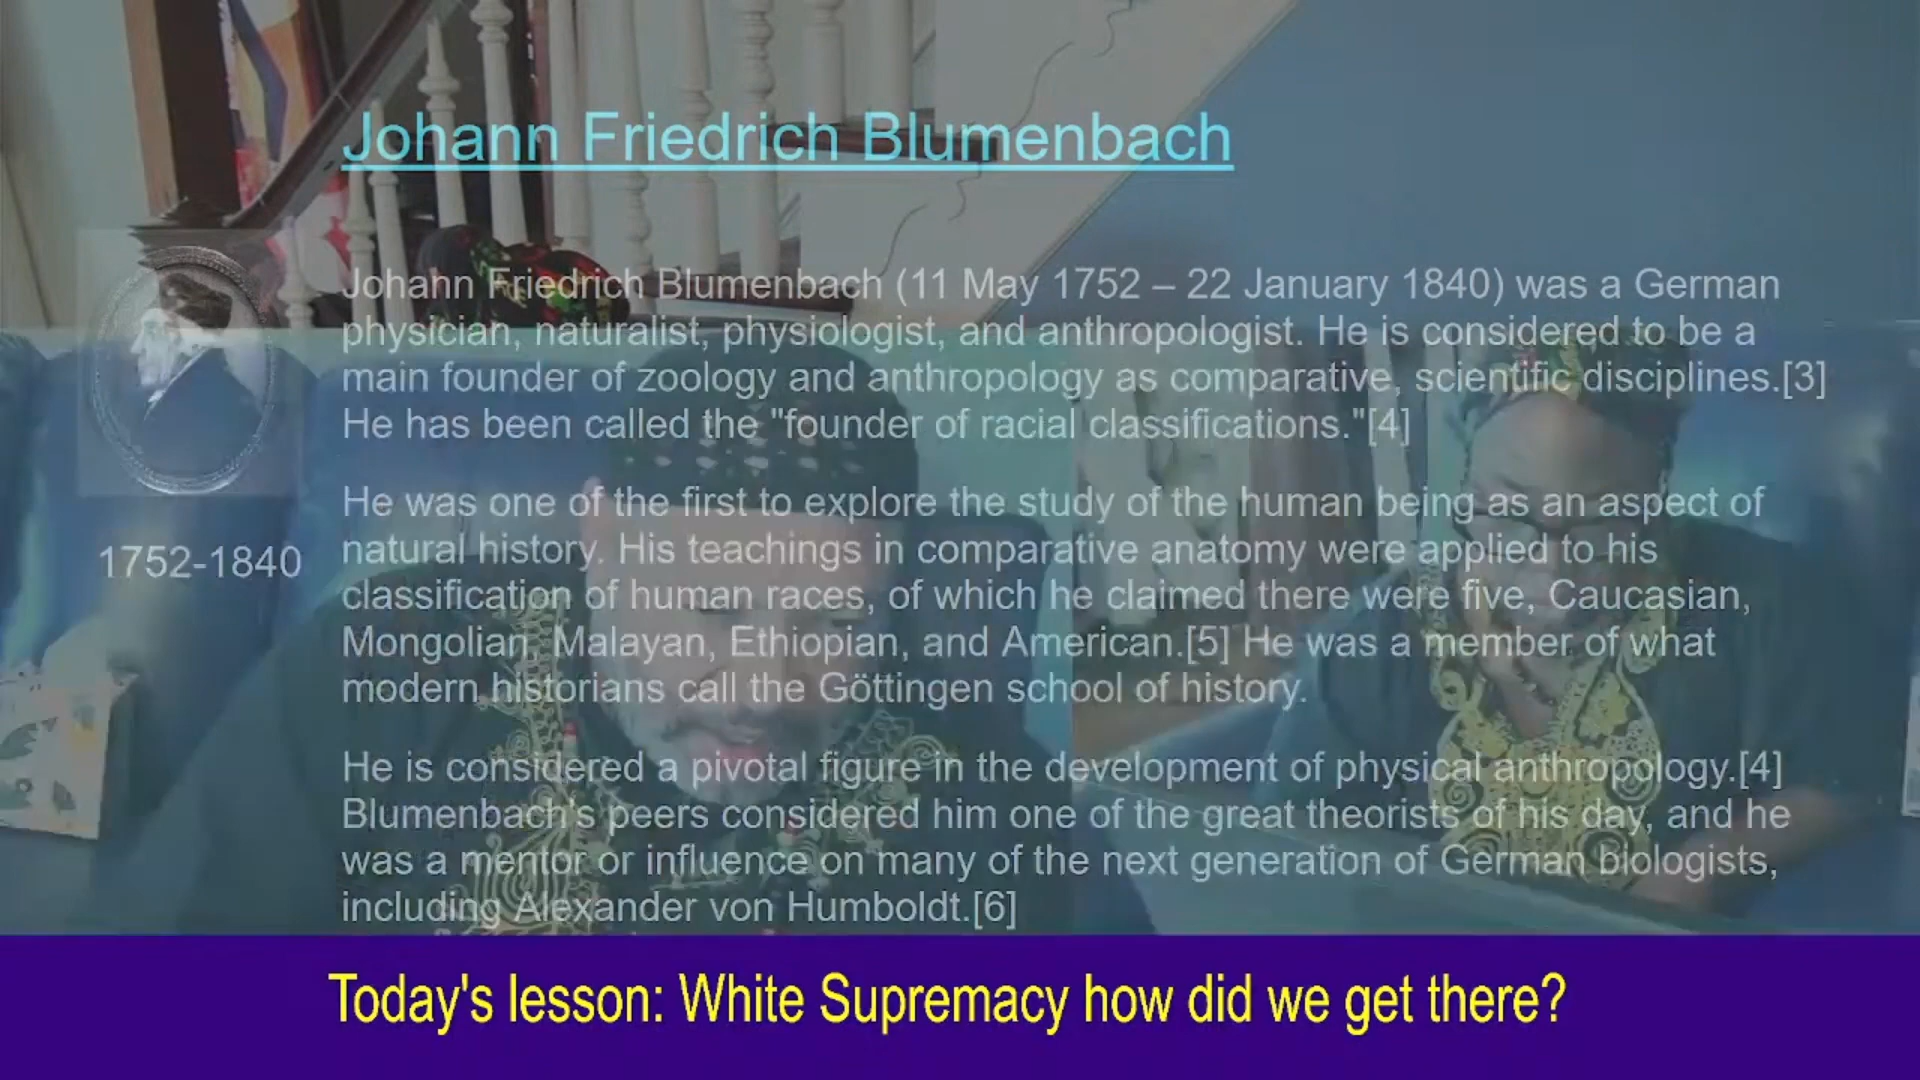 Johann Friedrich Blumenbach
Johann Friedrich Blumenbach (11 May 1752 – 22 January 1840) was a German
physician, naturalist, physiologist, and anthropologist. He is considered to be a
main founder of zoology and anthropology as comparative, scientific disciplines.[3]
He has been called the "founder of racial classifications."[4]
He was one of the first to explore the study of the human being as an aspect of
natural history. His teachings in comparative anatomy were applied to his
classification of human races, of which he claimed there were five, Caucasian,
Mongolian, Malayan, Ethiopian, and American.[5] He was a member of what
modern historians call the Göttingen school of history.
He is considered a pivotal figure in the development of physical anthropology.[4]
Blumenbach's peers considered him one of the great theorists of his day, and he
was a mentor or influence on many of the next generation of German biologists,
including Alexander von Humboldt.[6]
1752-1840
Today's lesson: White Supremacy how did we get there?